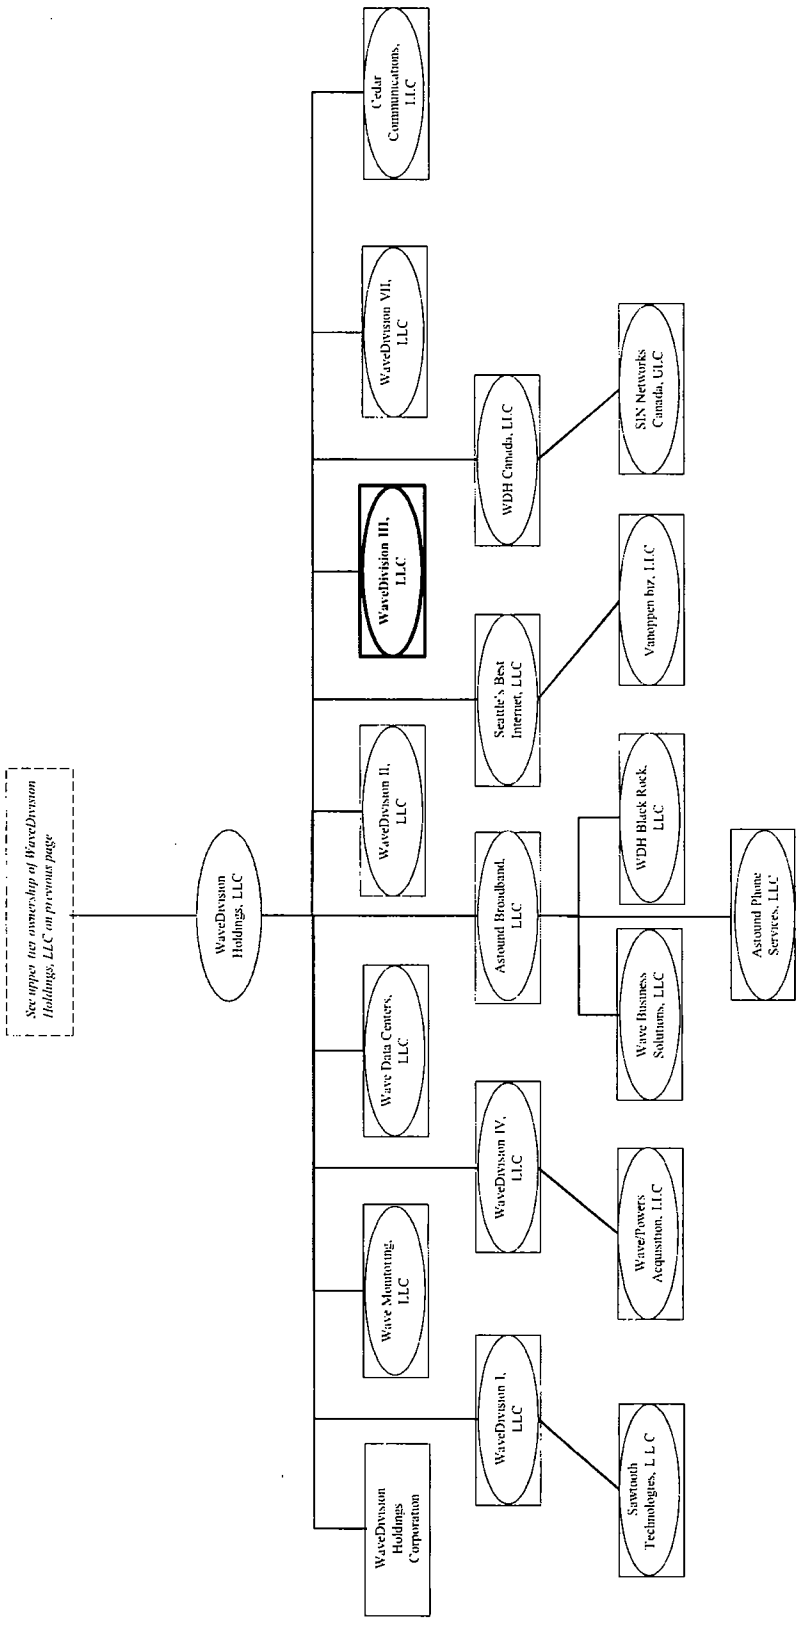 See upper tier ownership of WaveDivision
Holdings, LLC on previous page
WaveDivision
Holdings, LLC
WaveDivision
Holdings
Corporation
Wave Monitoring,
LLC
Wave Data Centers,
LLC
WaveDivision II,
LLC
WaveDivision III,
LLC
WaveDivision VII,
LLC
Cedar
Communications,
LLC
WaveDivision I,
LLC
WaveDivision IV,
LLC
Astound Broadband,
LLC
Seattle's Best
Internet, LLC
WDH Canada, LLC
Sawtooth
Technologies, L L C
Wave/Powers
Acquisition, LLC
Wave Business
Solutions, LLC
WDH Black Rock,
LLC
Vanoppen biz, LLC
SIN Networks
Canada, ULC
Astound Phone
Services, LLC